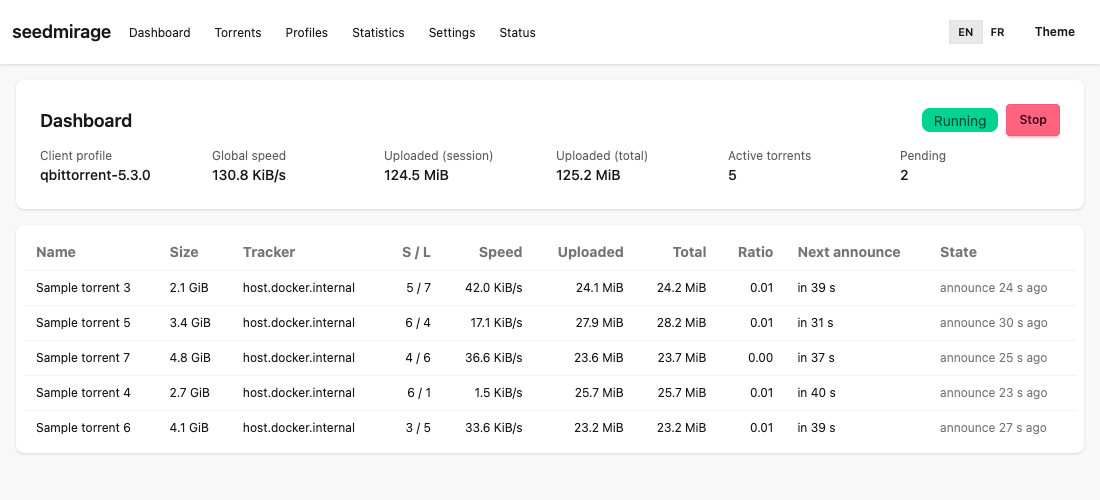 seedmirage Dashboard Torrents Profiles Statistics Settings Status EN FR Theme
Dashboard Running Stop
Client profile Global speed Uploaded (session) Uploaded (total) Active torrents Pending
qbittorrent-5.3.0 130.8 KiB/s 124.5 MiB 125.2 MiB 5 2
Name Size Tracker S / L Speed Uploaded Total Ratio Next announce State
Sample torrent 3 2.1 GiB host.docker.internal 5 / 7 42.0 KiB/s 24.1 MiB 24.2 MiB 0.01 in 39 s announce 24 s ago
Sample torrent 5 3.4 GiB host.docker.internal 6 / 4 17.1 KiB/s 27.9 MiB 28.2 MiB 0.01 in 31 s announce 30 s ago
Sample torrent 7 4.8 GiB host.docker.internal 4 / 6 36.6 KiB/s 23.6 MiB 23.7 MiB 0.00 in 37 s announce 25 s ago
Sample torrent 4 2.7 GiB host.docker.internal 6 / 1 1.5 KiB/s 25.7 MiB 25.7 MiB 0.01 in 40 s announce 23 s ago
Sample torrent 6 4.1 GiB host.docker.internal 3 / 5 33.6 KiB/s 23.2 MiB 23.2 MiB 0.01 in 39 s announce 27 s ago